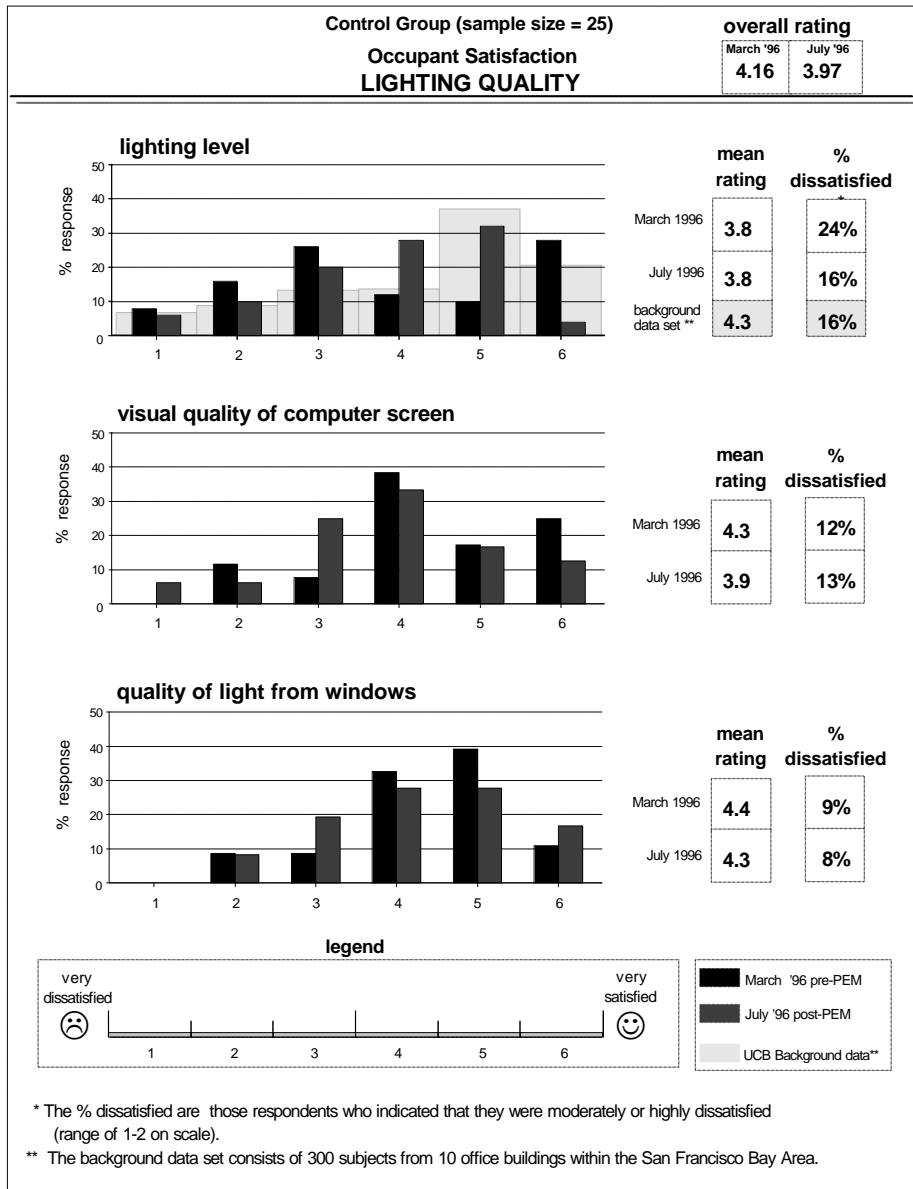 Control Group (sample size = 25)
overall rating
Occupant Satisfaction
LIGHTING QUALITY
March '96 July '96
4.16 3.97
lighting level
% response
50
40
30
20
10
0
1 2 3 4 5 6
mean rating
% dissatisfied *
March 1996 3.8 24%
July 1996 3.8 16%
background data set ** 4.3 16%
visual quality of computer screen
% response
50
40
30
20
10
0
1 2 3 4 5 6
mean rating
% dissatisfied
March 1996 4.3 12%
July 1996 3.9 13%
quality of light from windows
% response
50
40
30
20
10
0
1 2 3 4 5 6
mean rating
% dissatisfied
March 1996 4.4 9%
July 1996 4.3 8%
legend
very dissatisfied
very satisfied
1 2 3 4 5 6
March '96 pre-PEM
July '96 post-PEM
UCB Background data**
* The % dissatisfied are those respondents who indicated that they were moderately or highly dissatisfied
(range of 1-2 on scale).
** The background data set consists of 300 subjects from 10 office buildings within the San Francisco Bay Area.